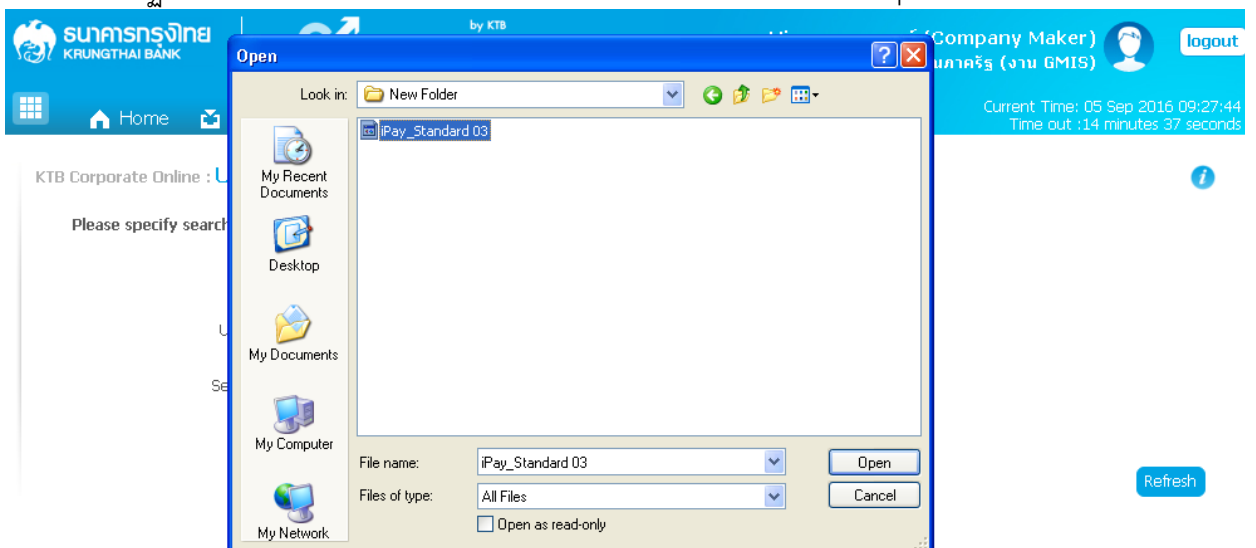 by KTB
ธนาคารกรุงไทย
KRUNGTHAI BANK
(Company Maker)
logout
นภาครัฐ (งาน GMIS)
Home
Current Time: 05 Sep 2016 09:27:44
Time out :14 minutes 37 seconds
KTB Corporate Online :
Please specify search
Open
Look in:
New Folder
iPay_Standard 03
My Recent
Documents
Desktop
My Documents
My Computer
My Network
File name:
iPay_Standard 03
Open
Files of type:
All Files
Cancel
Open as read-only
Refresh